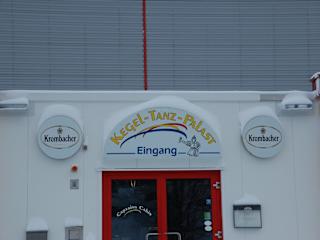 KEGEL-TANZ-PALAST
Eingang
Krombacher
Krombacher
Captains Cabin